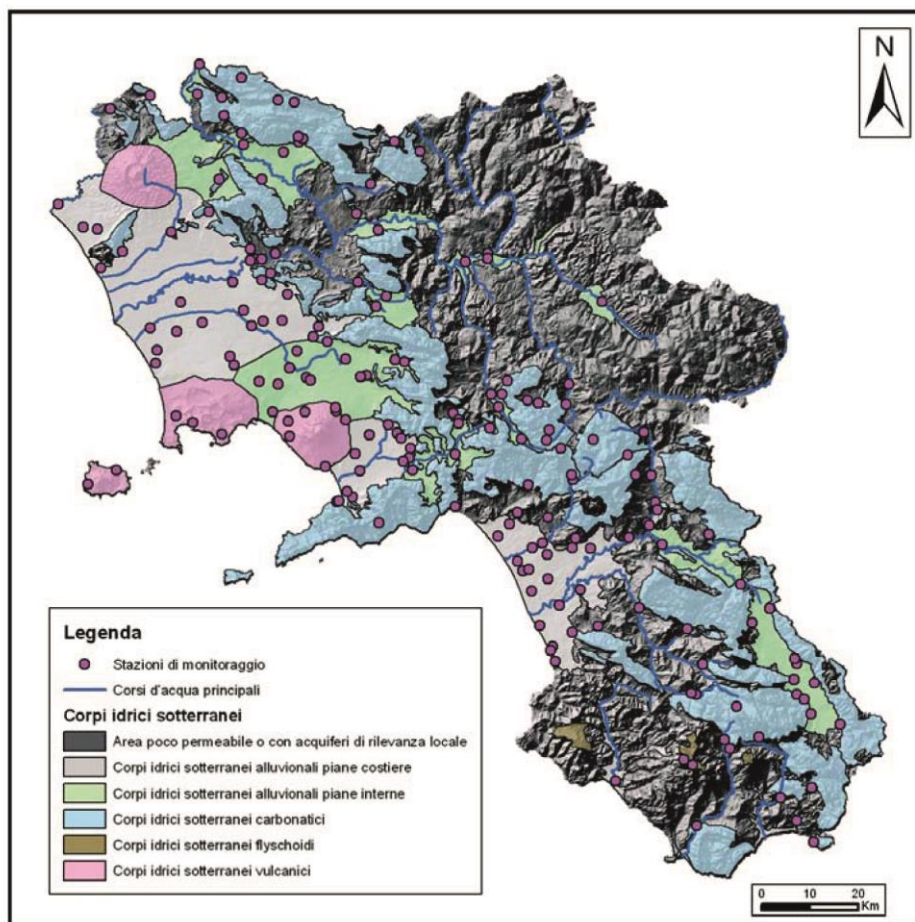 N
Legenda
Stazioni di monitoraggio
Corsi d'acqua principali
Corpi idrici sotterranei
Area poco permeabile o con acquiferi di rilevanza locale
Corpi idrici sotterranei alluvionali piane costiere
Corpi idrici sotterranei alluvionali piane interne
Corpi idrici sotterranei carbonatici
Corpi idrici sotterranei flyschoidi
Corpi idrici sotterranei vulcanici
0 10 20
Km